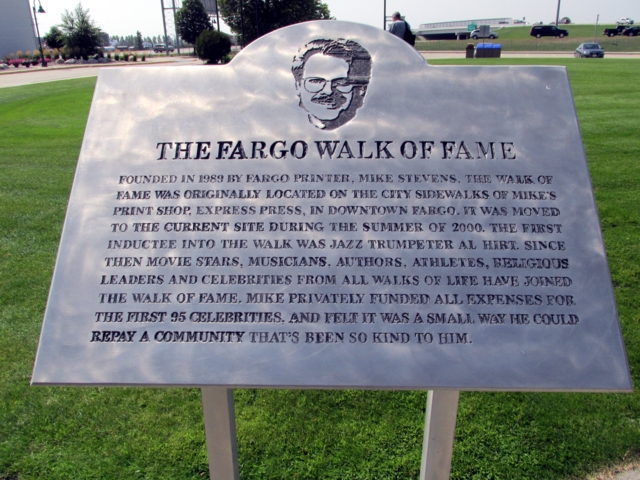 THE FARGO WALK OF FAME
FOUNDED IN 1989 BY FARGO PRINTER, MIKE STEVENS, THE WALK OF
FAME WAS ORIGINALLY LOCATED ON THE CITY SIDEWALKS OF MIKE'S
PRINT SHOP, EXPRESS PRESS, IN DOWNTOWN FARGO. IT WAS MOVED
TO THE CURRENT SITE DURING THE SUMMER OF 2000. THE FIRST
INDUCTEE INTO THE WALK WAS JAZZ TRUMPETER AL HIRT. SINCE
THEN MOVIE STARS, MUSICIANS, AUTHORS, ATHLETES, RELIGIOUS
LEADERS AND CELEBRITIES FROM ALL WALKS OF LIFE HAVE JOINED
THE WALK OF FAME. MIKE PRIVATELY FUNDED ALL EXPENSES FOR
THE FIRST 95 CELEBRITIES, AND FELT IT WAS A SMALL WAY HE COULD
REPAY A COMMUNITY THAT'S BEEN SO KIND TO HIM.